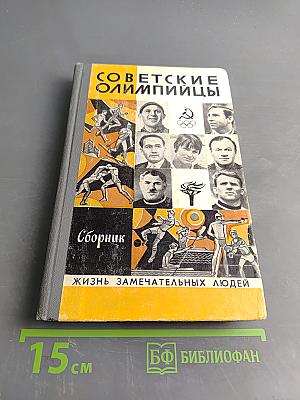 СОВЕТСКИЕ
ОЛИМПИЙЦЫ
Сборник
ЖИЗНЬ ЗАМЕЧАТЕЛЬНЫХ ЛЮДЕЙ
15 см
БФ БИБЛИОФАН